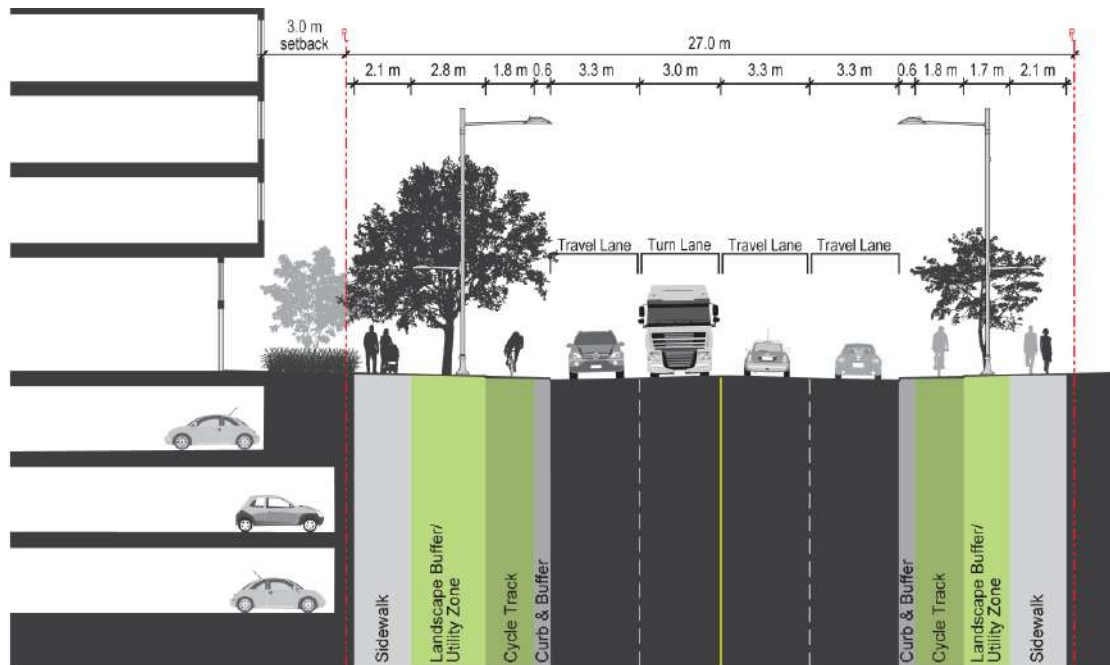 3.0 m
setback
27.0 m
2.1 m
2.8 m
1.8 m
0.6
3.3 m
3.0 m
3.3 m
3.3 m
0.6
1.8 m
1.7 m
2.1 m
Travel Lane
Turn Lane
Travel Lane
Travel Lane
Sidewalk
Landscape Buffer/
Utility Zone
Cycle Track
Curb & Buffer
Curb & Buffer
Cycle Track
Landscape Buffer/
Utility Zone
Sidewalk